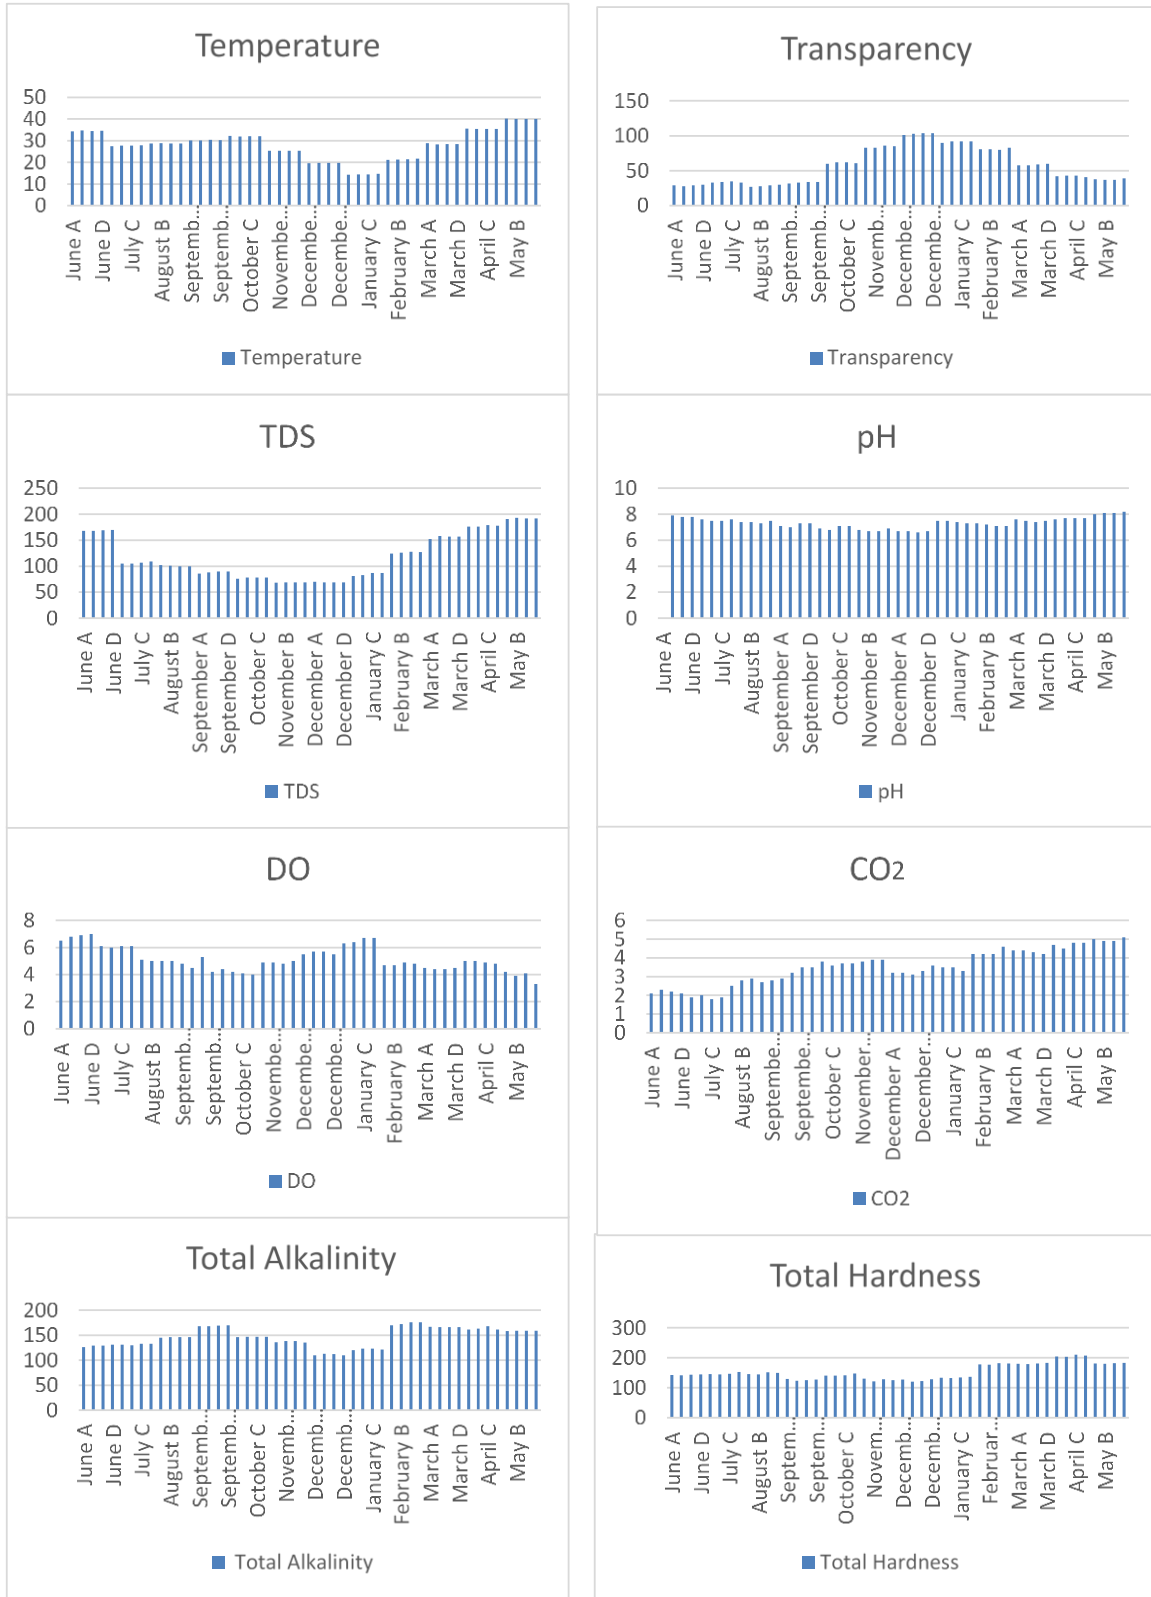 Temperature
50
40
30
20
10
0
June A
June D
July C
August B
Septemb...
Septemb...
October C
Novembe...
Decembe...
Decembe...
January C
February B
March A
March D
April C
May B
Temperature
Transparency
150
100
50
0
June A
June D
July C
August B
Septemb...
Septemb...
October C
Novemb...
Decembe...
Decembe...
January C
February B
March A
March D
April C
May B
Transparency
TDS
250
200
150
100
50
0
June A
June D
July C
August B
September A
September D
October C
November B
December A
December D
January C
February B
March A
March D
April C
May B
TDS
pH
10
8
6
4
2
0
June A
June D
July C
August B
September A
September D
October C
November B
December A
December D
January C
February B
March A
March D
April C
May B
pH
DO
8
6
4
2
0
June A
June D
July C
August B
Septemb...
Septemb...
October C
Novembe...
Decembe...
Decembe...
January C
February B
March A
March D
April C
May B
DO
CO2
6
5
4
3
2
1
0
June A
June D
July C
August B
Septembe...
Septembe...
October C
November...
December A
December...
January C
February B
March A
March D
April C
May B
CO2
Total Alkalinity
200
150
100
50
0
June A
June D
July C
August B
Septemb...
Septemb...
October C
Novemb...
Decemb...
Decemb...
January C
February B
March A
March D
April C
May B
Total Alkalinity
Total Hardness
300
200
100
0
June A
June D
July C
August B
Septem...
Septem...
October C
Novem...
Decemb...
Decemb...
January C
Februar...
March A
March D
April C
May B
Total Hardness